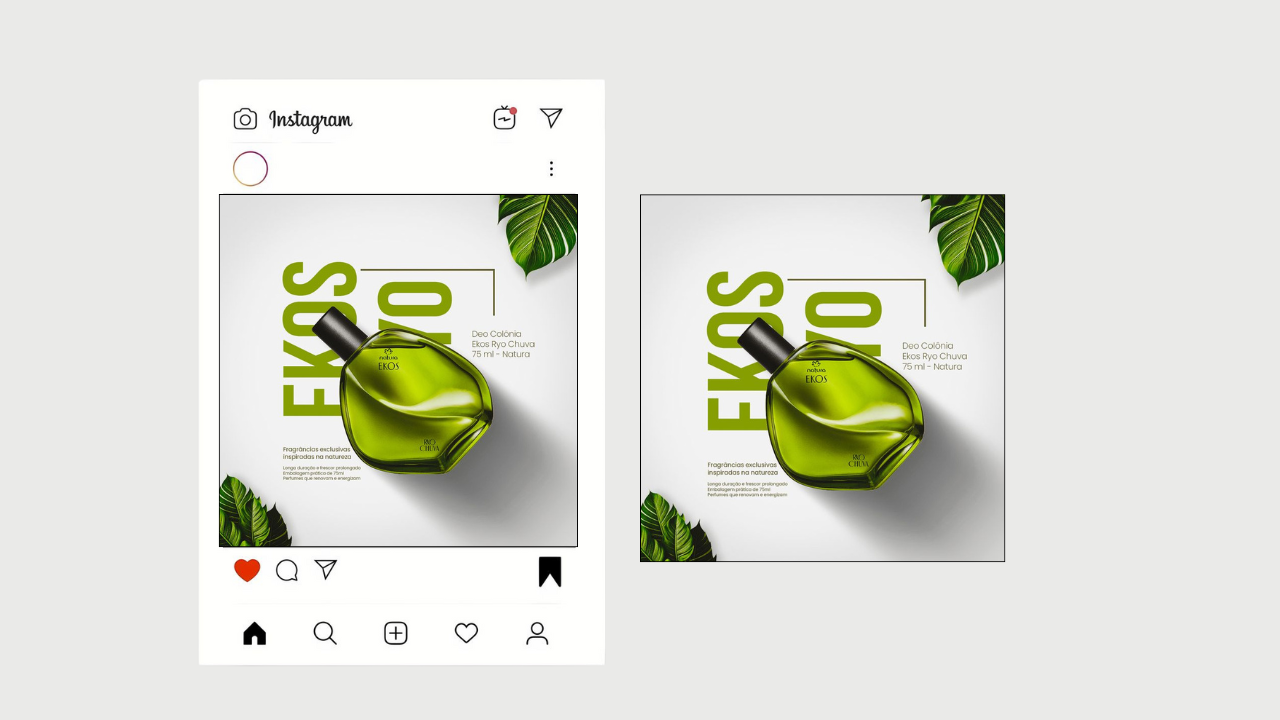 Instagram
EKOS
YO
Deo Colônia
Ekos Ryo Chuva
75 ml - Natura
natura
EKOS
RYO
CHUVA
Fragrâncias exclusivas
inspiradas na natureza
Longa duração e frescor prolongado
Embalagem prática de 75ml
Perfumes que renovam e energizam
EKOS
YO
Deo Colônia
Ekos Ryo Chuva
75 ml - Natura
natura
EKOS
RYO
CHUVA
Fragrâncias exclusivas
inspiradas na natureza
Longa duração e frescor prolongado
Embalagem prática de 75ml
Perfumes que renovam e energizam